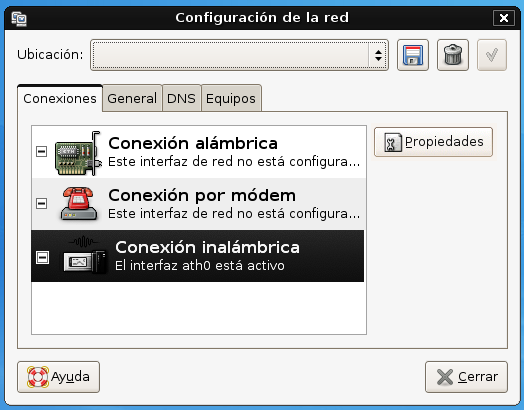 Configuración de la red
Ubicación:
Conexiones General DNS Equipos
Conexión alámbrica
Este interfaz de red no está configura...
Propiedades
Conexión por módem
Este interfaz de red no está configura...
Conexión inalámbrica
El interfaz ath0 está activo
Ayuda
Cerrar